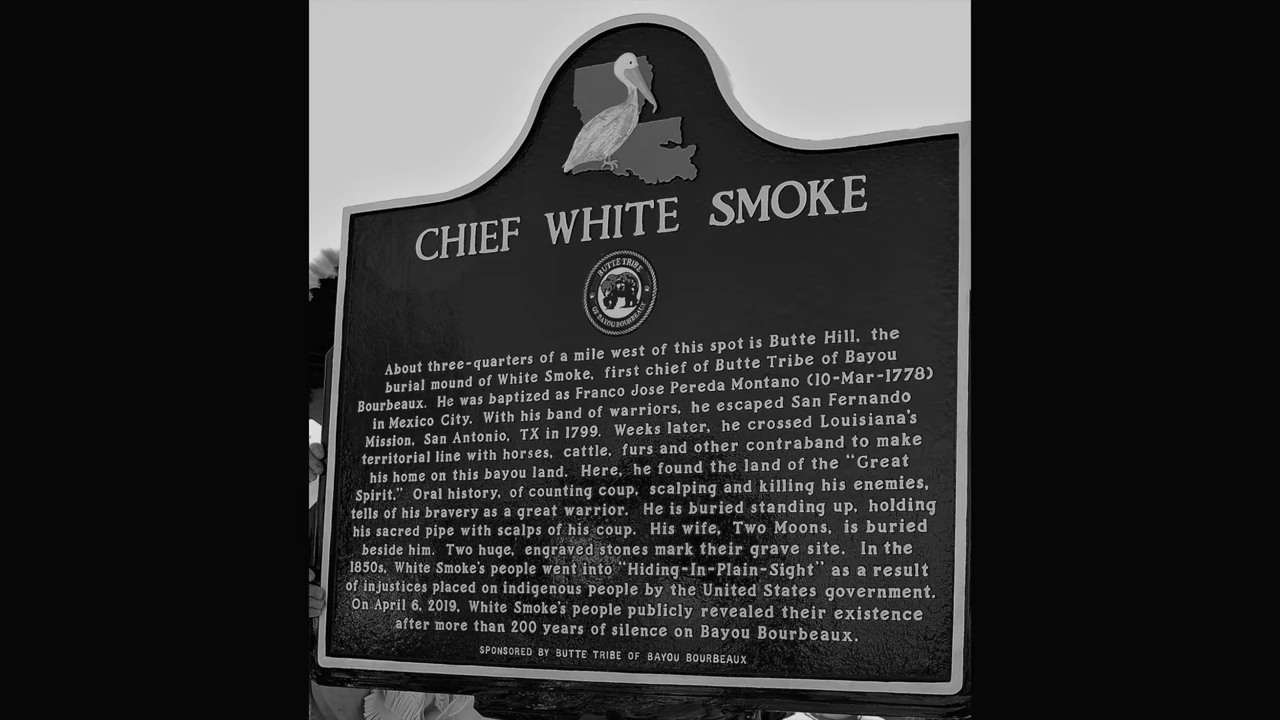 CHIEF WHITE SMOKE
BUTTE TRIBE
OF BAYOU BOURBEAUX
About three-quarters of a mile west of this spot is Butte Hill, the
burial mound of White Smoke, first chief of Butte Tribe of Bayou
Bourbeaux. He was baptized as Franco Jose Pereda Montano (10-Mar-1778)
in Mexico City. With his band of warriors, he escaped San Fernando
Mission, San Antonio, TX in 1799. Weeks later, he crossed Louisiana's
territorial line with horses, cattle, furs and other contraband to make
his home on this bayou land. Here, he found the land of the "Great
Spirit." Oral history, of counting coup, scalping and killing his enemies,
tells of his bravery as a great warrior. He is buried standing up, holding
his sacred pipe with scalps of his coup. His wife, Two Moons, is buried
beside him. Two huge, engraved stones mark their grave site. In the
1850s, White Smoke's people went into "Hiding-In-Plain-Sight" as a result
of injustices placed on indigenous people by the United States government.
On April 6, 2019, White Smoke's people publicly revealed their existence
after more than 200 years of silence on Bayou Bourbeaux.
SPONSORED BY BUTTE TRIBE OF BAYOU BOURBEAUX